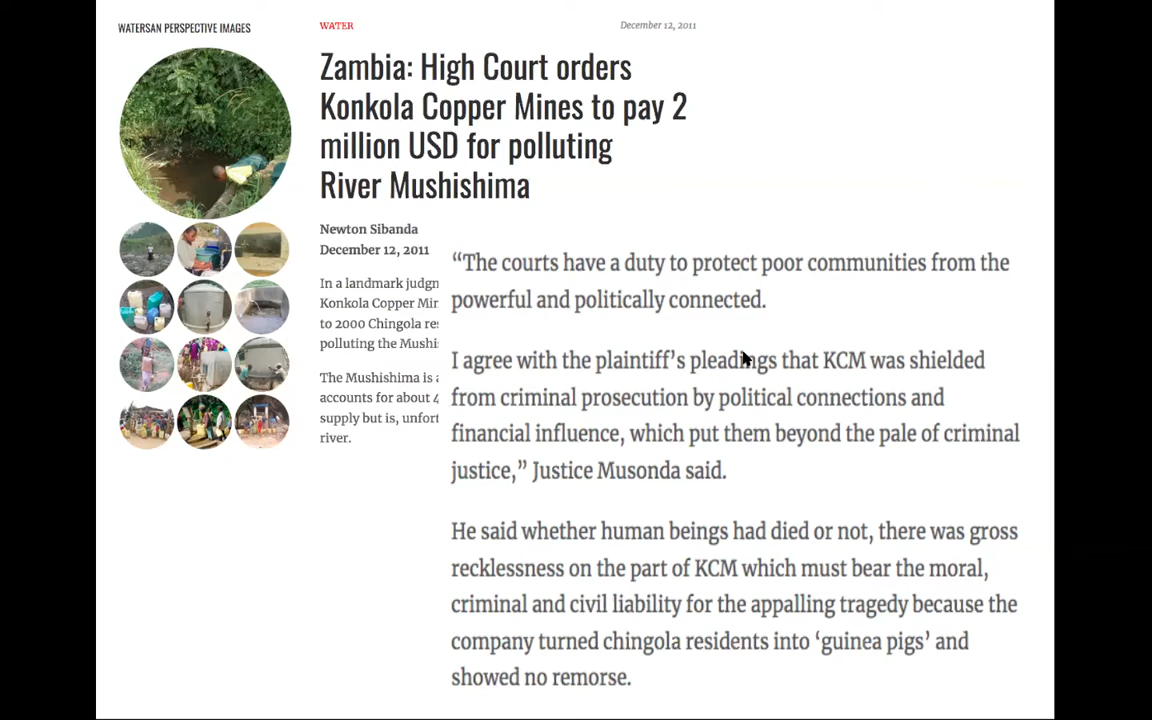 WATERSAN PERSPECTIVE IMAGES
WATER
December 12, 2011
Zambia: High Court orders
Konkola Copper Mines to pay 2
million USD for polluting
River Mushishima
Newton Sibanda
December 12, 2011
In a landmark judgr
Konkola Copper Mir
to 2000 Chingola re
polluting the Mushi
The Mushishima is
accounts for about 4
supply but is, unfort
river.
“The courts have a duty to protect poor communities from the
powerful and politically connected.
I agree with the plaintiff’s pleadings that KCM was shielded
from criminal prosecution by political connections and
financial influence, which put them beyond the pale of criminal
justice,” Justice Musonda said.
He said whether human beings had died or not, there was gross
recklessness on the part of KCM which must bear the moral,
criminal and civil liability for the appalling tragedy because the
company turned chingola residents into ‘guinea pigs’ and
showed no remorse.